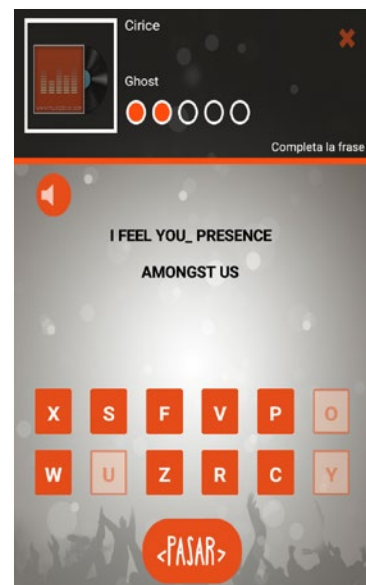 Cirice
Ghost
Completa la frase
I FEEL YOU_ PRESENCE
AMONGST US
X S F V P O
W U Z R C Y
<PASAR>